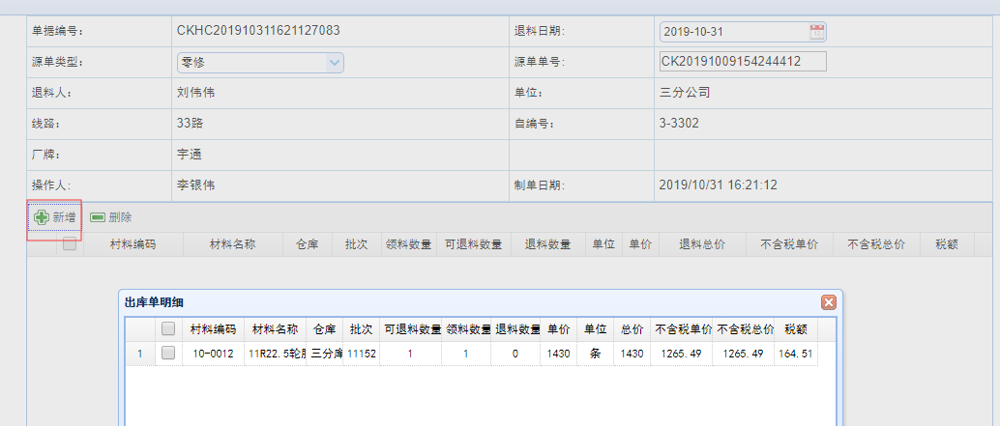 单据编号： CKHC201910311621127083 退料日期： 2019-10-31
源单类型： 零修 源单单号： CK20191009154244412
退料人： 刘伟伟 单位： 三分公司
线路： 33路 自编号： 3-3302
厂牌： 宇通
操作人： 李银伟 制单日期： 2019/10/31 16:21:12
新增 删除
村料编码 材料名称 仓库 批次 领料数量 可退料数量 退料数量 单位 单价 退料总价 不含税单价 不含税总价 税额
出库单明细
村料编码 材料名称 仓库 批次 可退料数量 领料数量 退料数量 单价 单位 总价 不含税单价 不含税总价 税额
1 10-0012 11R22.5轮 三分库 11152 1 1 0 1430 条 1430 1265.49 1265.49 164.51